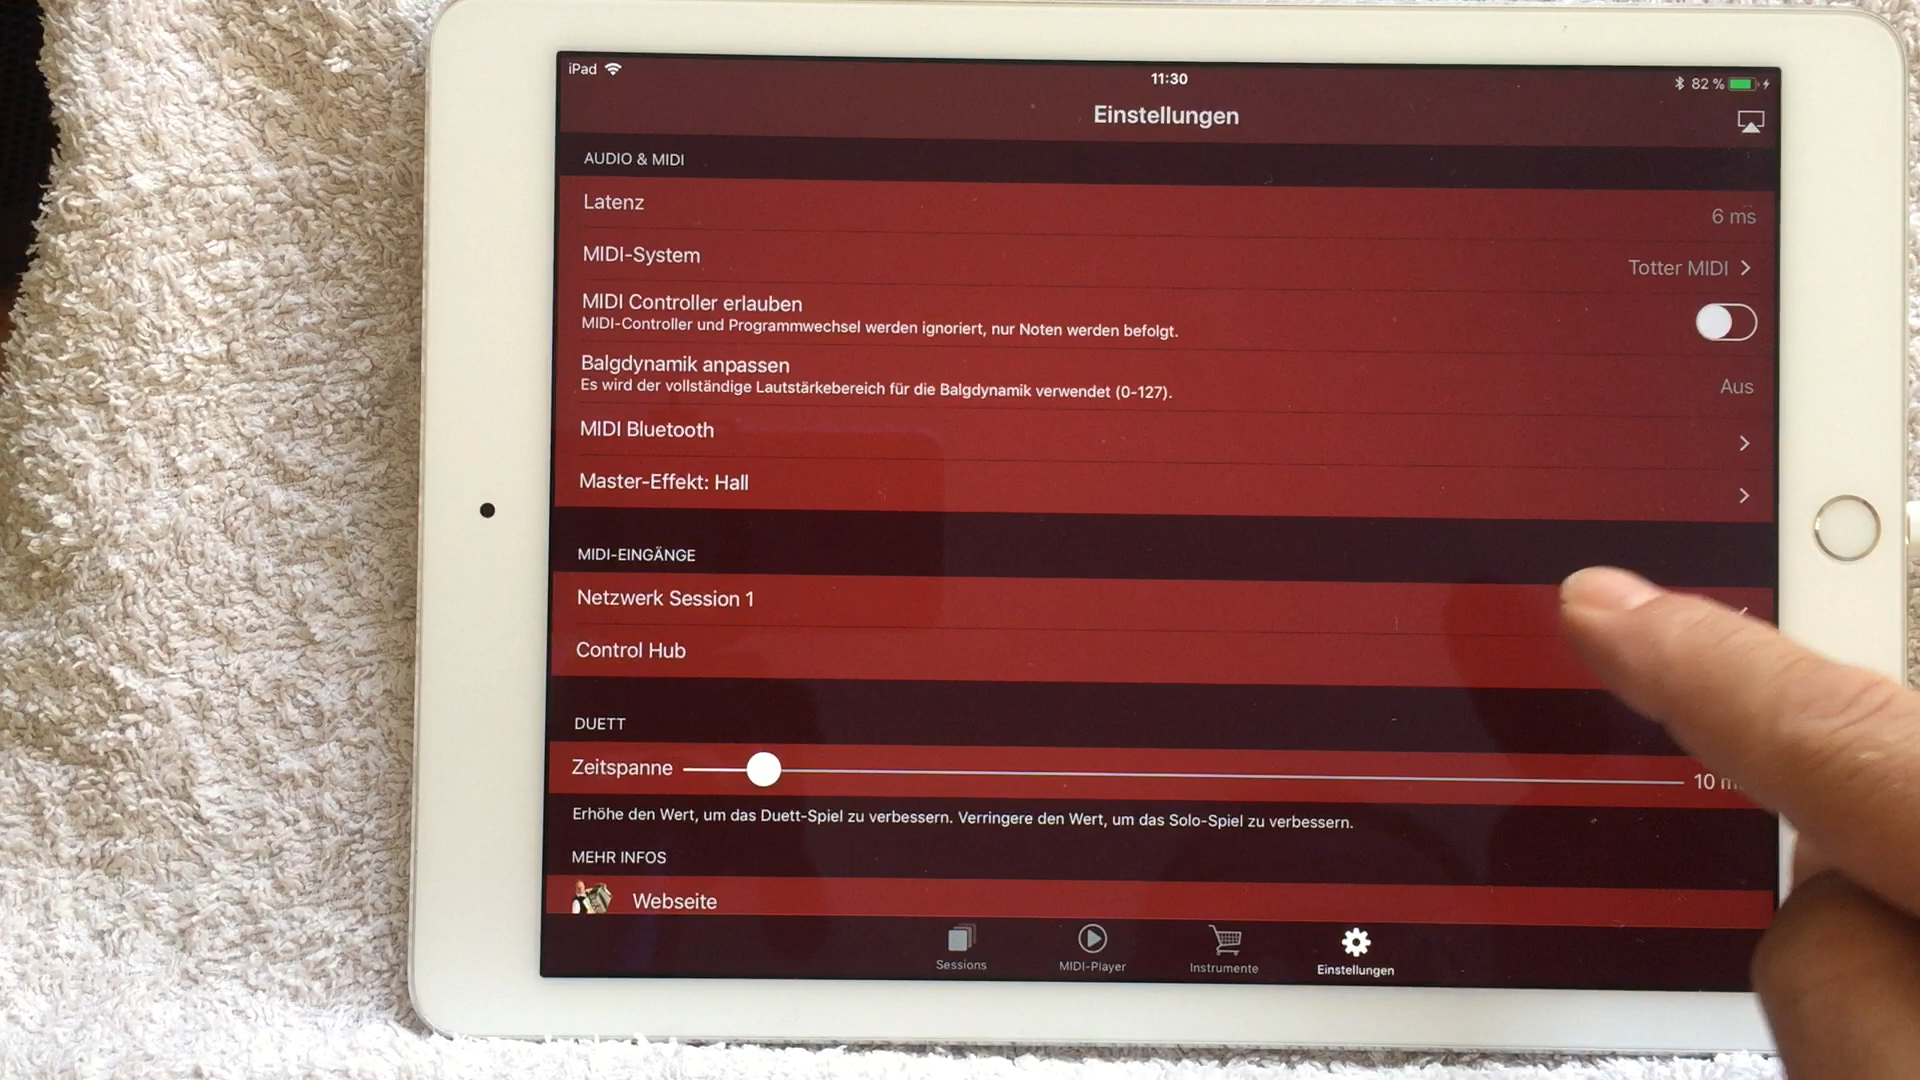 iPad
11:30
82 %
Einstellungen
AUDIO & MIDI
Latenz
6 ms
MIDI-System
Totter MIDI
MIDI Controller erlauben
MIDI-Controller und Programmwechsel werden ignoriert, nur Noten werden befolgt.
Balgdynamik anpassen
Es wird der vollständige Lautstärkebereich für die Balgdynamik verwendet (0-127).
Aus
MIDI Bluetooth
Master-Effekt: Hall
MIDI-EINGÄNGE
Netzwerk Session 1
Control Hub
DUETT
Zeitspanne
10
Erhöhe den Wert, um das Duett-Spiel zu verbessern. Verringere den Wert, um das Solo-Spiel zu verbessern.
MEHR INFOS
Webseite
Sessions
MIDI-Player
Instrumente
Einstellungen